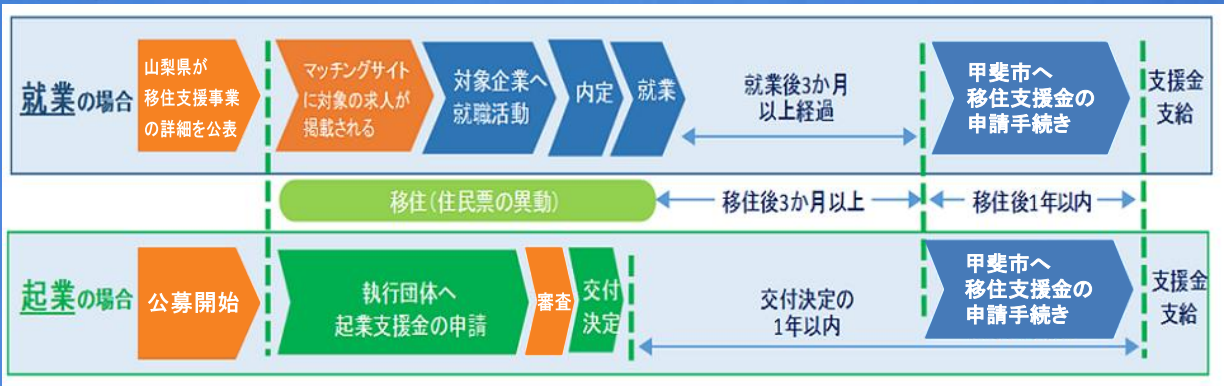 就業の場合
山梨県が
移住支援事業
の詳細を公表
マッチングサイト
に対象の求人が
掲載される
対象企業へ
就職活動
内定
就業
就業後3か月
以上経過
甲斐市へ
移住支援金の
申請手続き
支援金
支給
移住(住民票の異動)
移住後3か月以上
移住後1年以内
起業の場合
公募開始
執行団体へ
起業支援金の申請
審査
交付
決定
交付決定の
1年以内
甲斐市へ
移住支援金の
申請手続き
支援金
支給